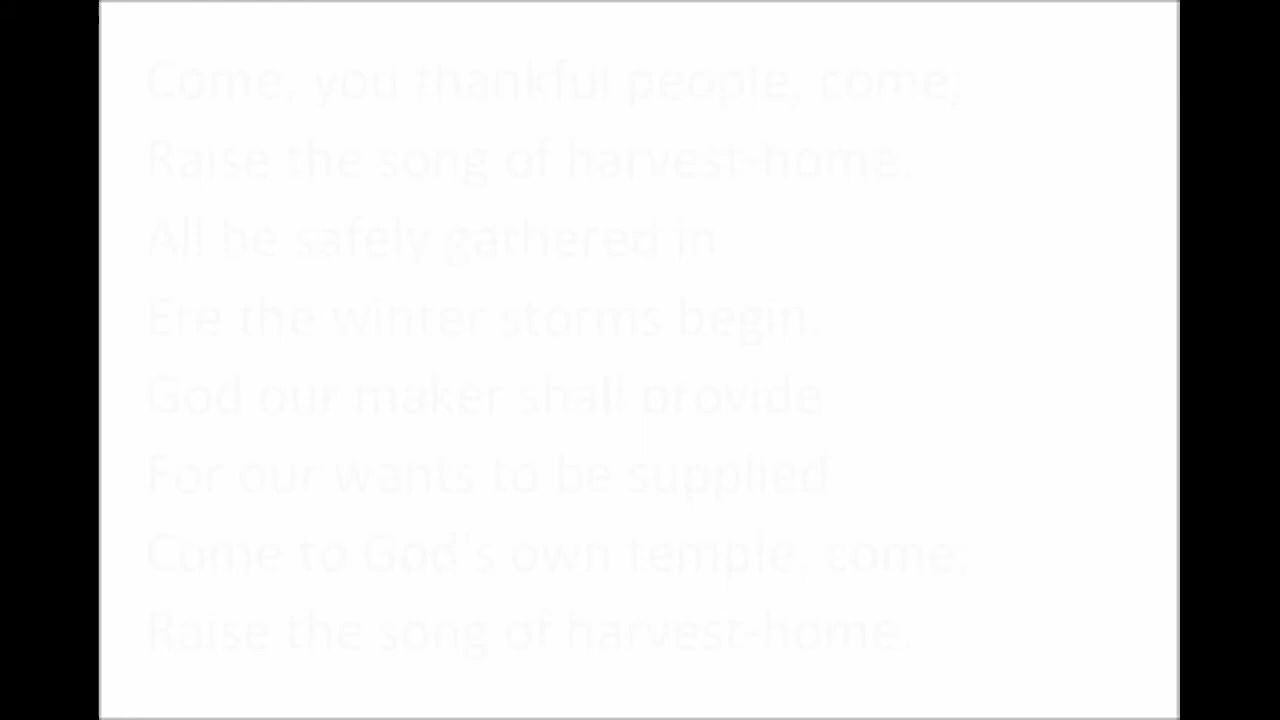 Come, you thankful people, come;
Raise the song of harvest-home.
All be safely gathered in
Ere the winter storms begin.
God our maker shall provide
For our wants to be supplied
Come to God's own temple, come;
Raise the song of harvest-home.